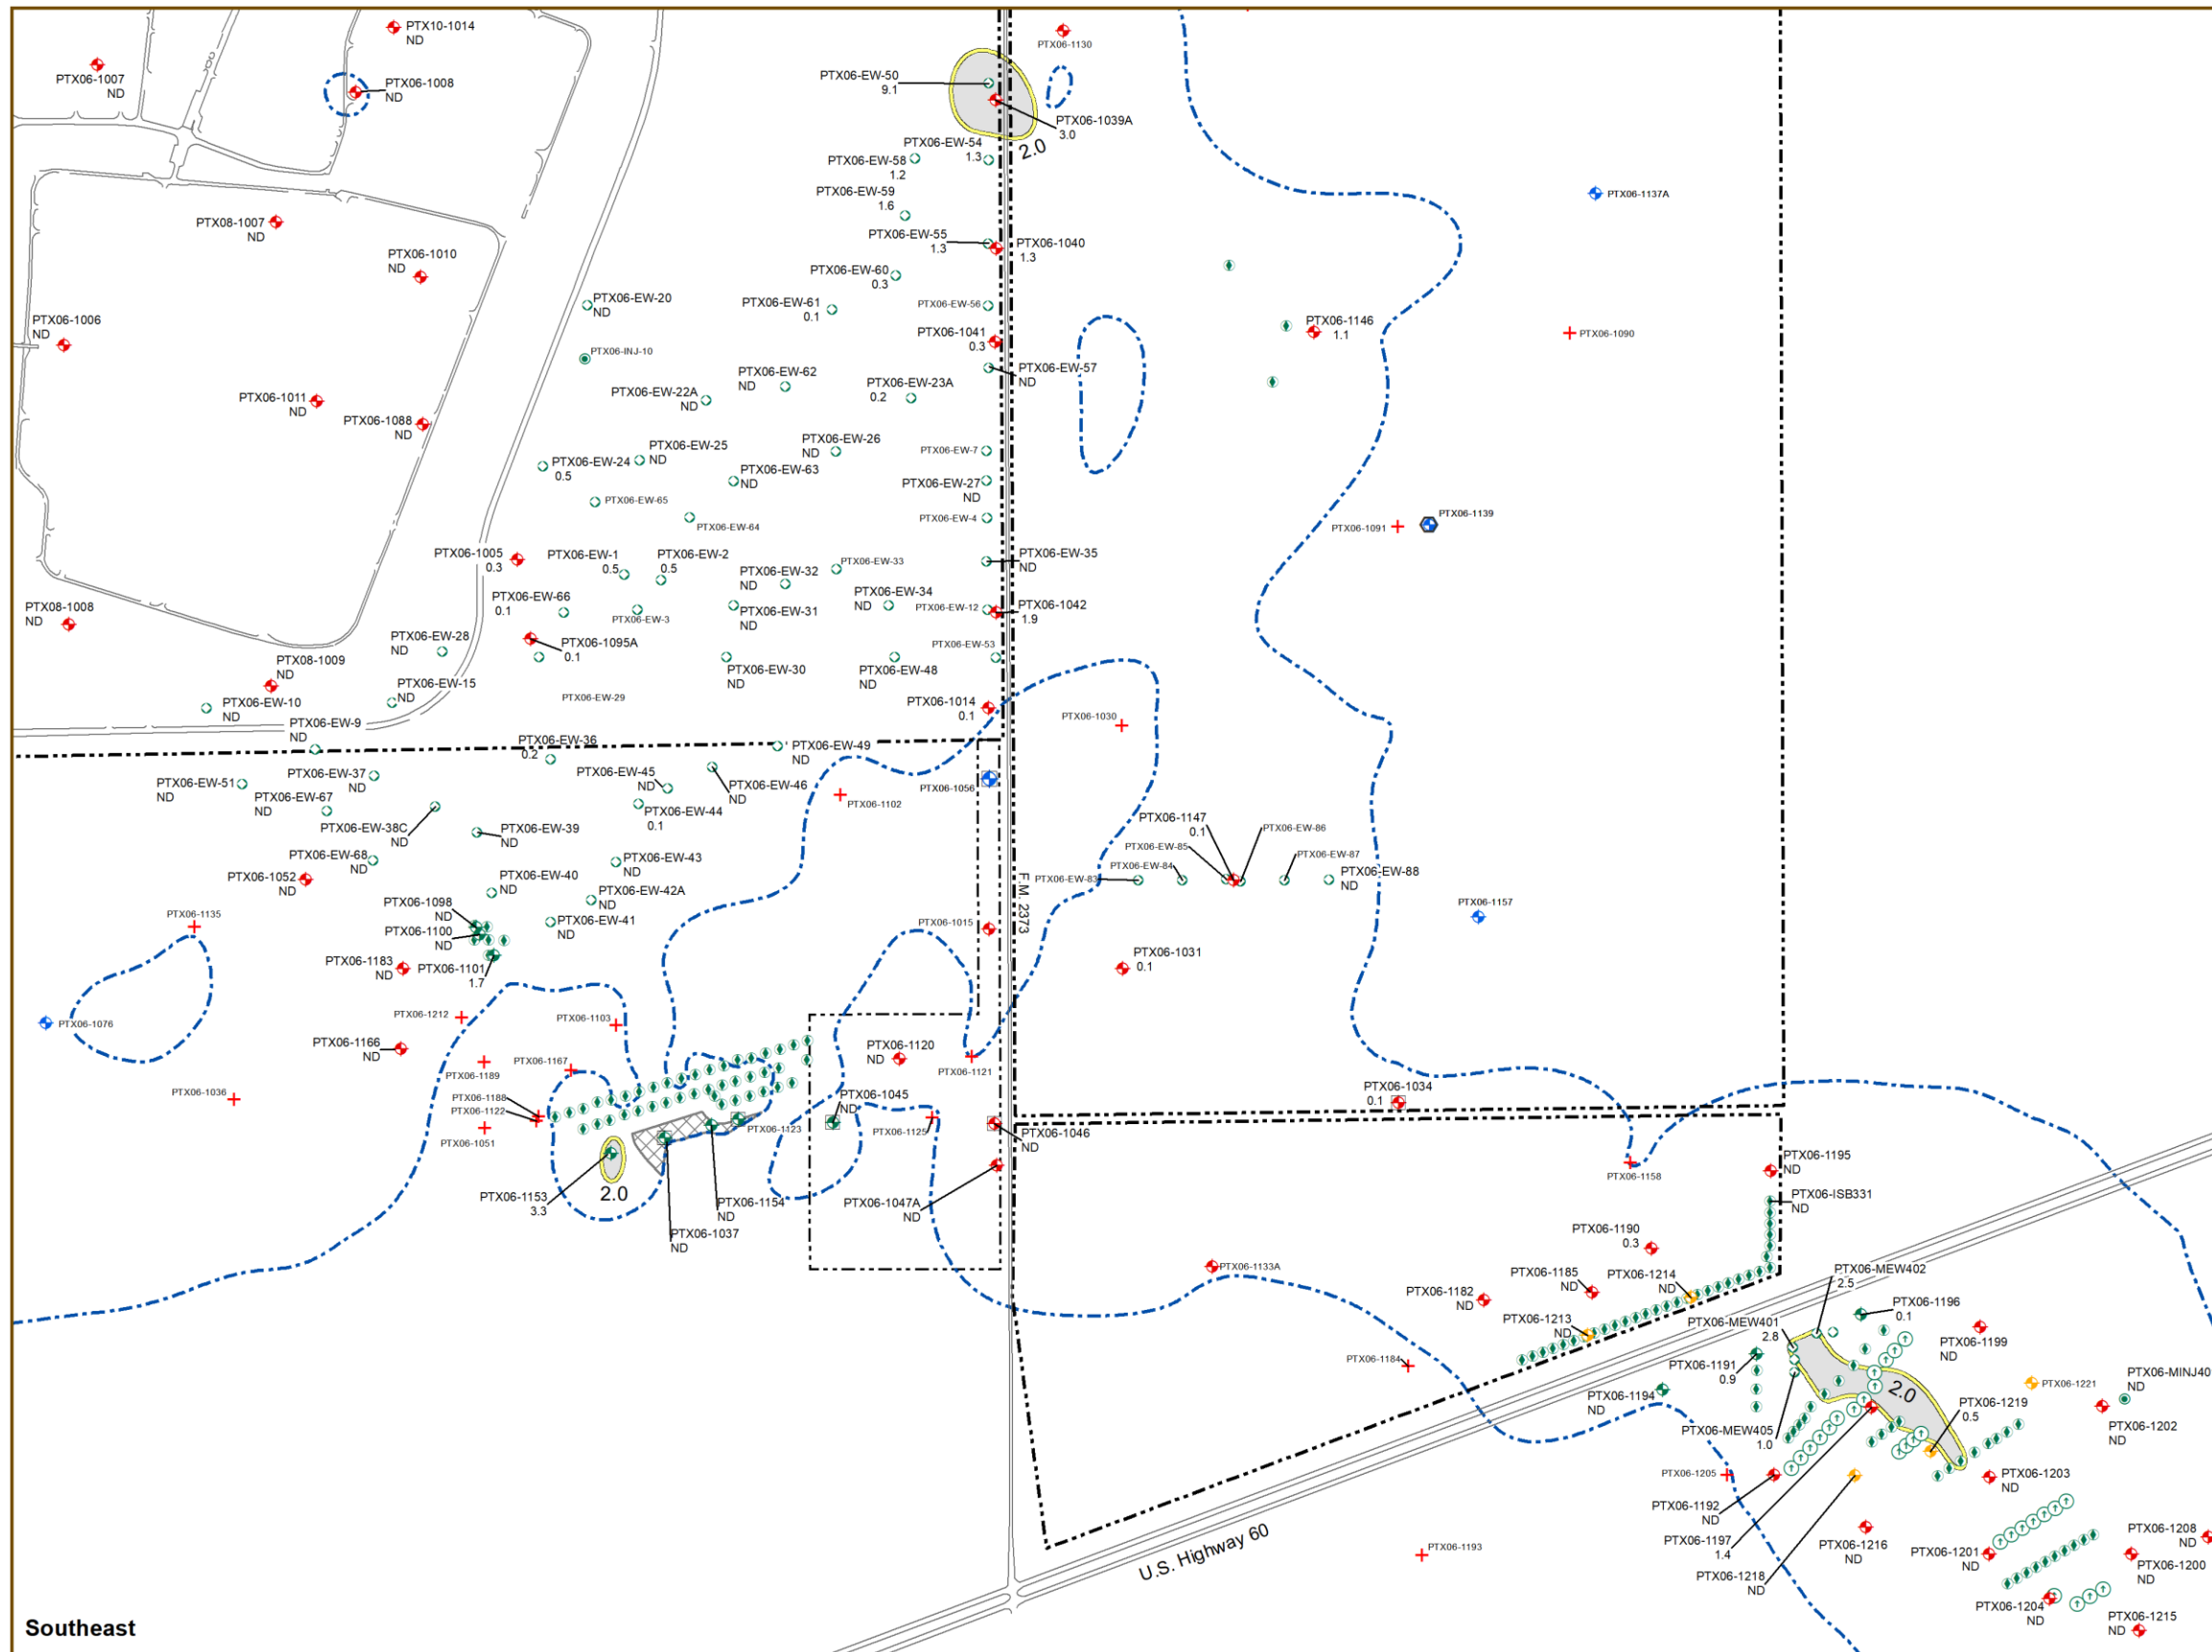 PTX10-1014
ND
PTX06-1007
ND
PTX06-1008
ND
PTX06-1130
PTX06-EW-50
9.1
PTX06-1039A
3.0
2.0
PTX06-EW-54
1.3
PTX06-EW-58
1.2
PTX06-EW-59
1.6
PTX06-1137A
PTX08-1007
ND
PTX06-EW-55
1.3
PTX06-1040
1.3
PTX06-1010
ND
PTX06-EW-60
0.3
PTX06-EW-20
ND
PTX06-EW-61
0.1
PTX06-EW-56
PTX06-1006
ND
PTX06-1041
0.3
PTX06-1146
1.1
PTX06-1090
PTX06-INJ-10
PTX06-EW-62
ND
PTX06-EW-57
ND
PTX06-EW-23A
0.2
PTX06-EW-22A
ND
PTX06-1011
ND
PTX06-1088
ND
PTX06-EW-25
ND
PTX06-EW-26
ND
PTX06-EW-7
PTX06-EW-24
0.5
PTX06-EW-63
ND
PTX06-EW-27
ND
PTX06-EW-65
PTX06-EW-64
PTX06-EW-4
PTX06-1091
PTX06-1139
PTX06-1005
0.3
PTX06-EW-1
0.5
PTX06-EW-2
0.5
PTX06-EW-33
PTX06-EW-35
ND
PTX06-EW-32
ND
PTX06-EW-66
0.1
PTX06-EW-3
PTX06-EW-31
ND
PTX06-EW-34
ND
PTX06-EW-12
PTX06-1042
1.9
PTX08-1008
ND
PTX06-EW-28
ND
PTX06-1095A
0.1
PTX06-EW-53
PTX08-1009
ND
PTX06-EW-30
ND
PTX06-EW-48
ND
PTX06-EW-15
ND
PTX06-EW-29
PTX06-EW-10
ND
PTX06-1014
0.1
PTX06-1030
PTX06-EW-9
ND
PTX06-EW-36
0.2
PTX06-EW-49
ND
PTX06-EW-51
ND
PTX06-EW-37
ND
PTX06-EW-45
ND
PTX06-EW-46
ND
PTX06-1056
PTX06-1102
PTX06-EW-67
ND
PTX06-EW-44
0.1
PTX06-EW-38C
ND
PTX06-EW-39
ND
PTX06-1147
0.1
PTX06-EW-86
PTX06-EW-85
PTX06-EW-87
PTX06-EW-84
PTX06-EW-83
PTX06-EW-88
ND
PTX06-EW-68
ND
PTX06-EW-43
ND
PTX06-1052
ND
PTX06-EW-40
ND
PTX06-EW-42A
ND
F.M. 2373
PTX06-1098
ND
PTX06-EW-41
ND
PTX06-1135
PTX06-1100
ND
PTX06-1015
PTX06-1157
PTX06-1183
ND
PTX06-1101
1.7
PTX06-1031
0.1
PTX06-1076
PTX06-1212
PTX06-1103
PTX06-1166
ND
PTX06-1120
ND
PTX06-1167
PTX06-1189
PTX06-1121
PTX06-1036
PTX06-1034
0.1
PTX06-1188
PTX06-1122
PTX06-1045
ND
PTX06-1051
PTX06-1123
PTX06-1125
PTX06-1046
ND
PTX06-1195
ND
PTX06-1158
PTX06-1153
3.3
2.0
PTX06-1154
ND
PTX06-1047A
ND
PTX06-ISB331
ND
PTX06-1037
ND
PTX06-1190
0.3
PTX06-1133A
PTX06-MEW402
2.5
PTX06-1185
ND
PTX06-1214
ND
PTX06-1182
ND
PTX06-1196
0.1
PTX06-1213
ND
PTX06-MEW401
2.8
PTX06-1199
ND
PTX06-1184
PTX06-1191
0.9
PTX06-1194
ND
2.0
PTX06-1221
PTX06-MINJ40
ND
PTX06-1219
0.5
PTX06-MEW405
1.0
PTX06-1202
ND
PTX06-1205
PTX06-1203
ND
PTX06-1192
ND
PTX06-1197
1.4
PTX06-1216
ND
PTX06-1208
ND
PTX06-1201
ND
PTX06-1200
ND
PTX06-1193
PTX06-1218
ND
U.S. Highway 60
PTX06-1204
ND
PTX06-1215
ND
Southeast